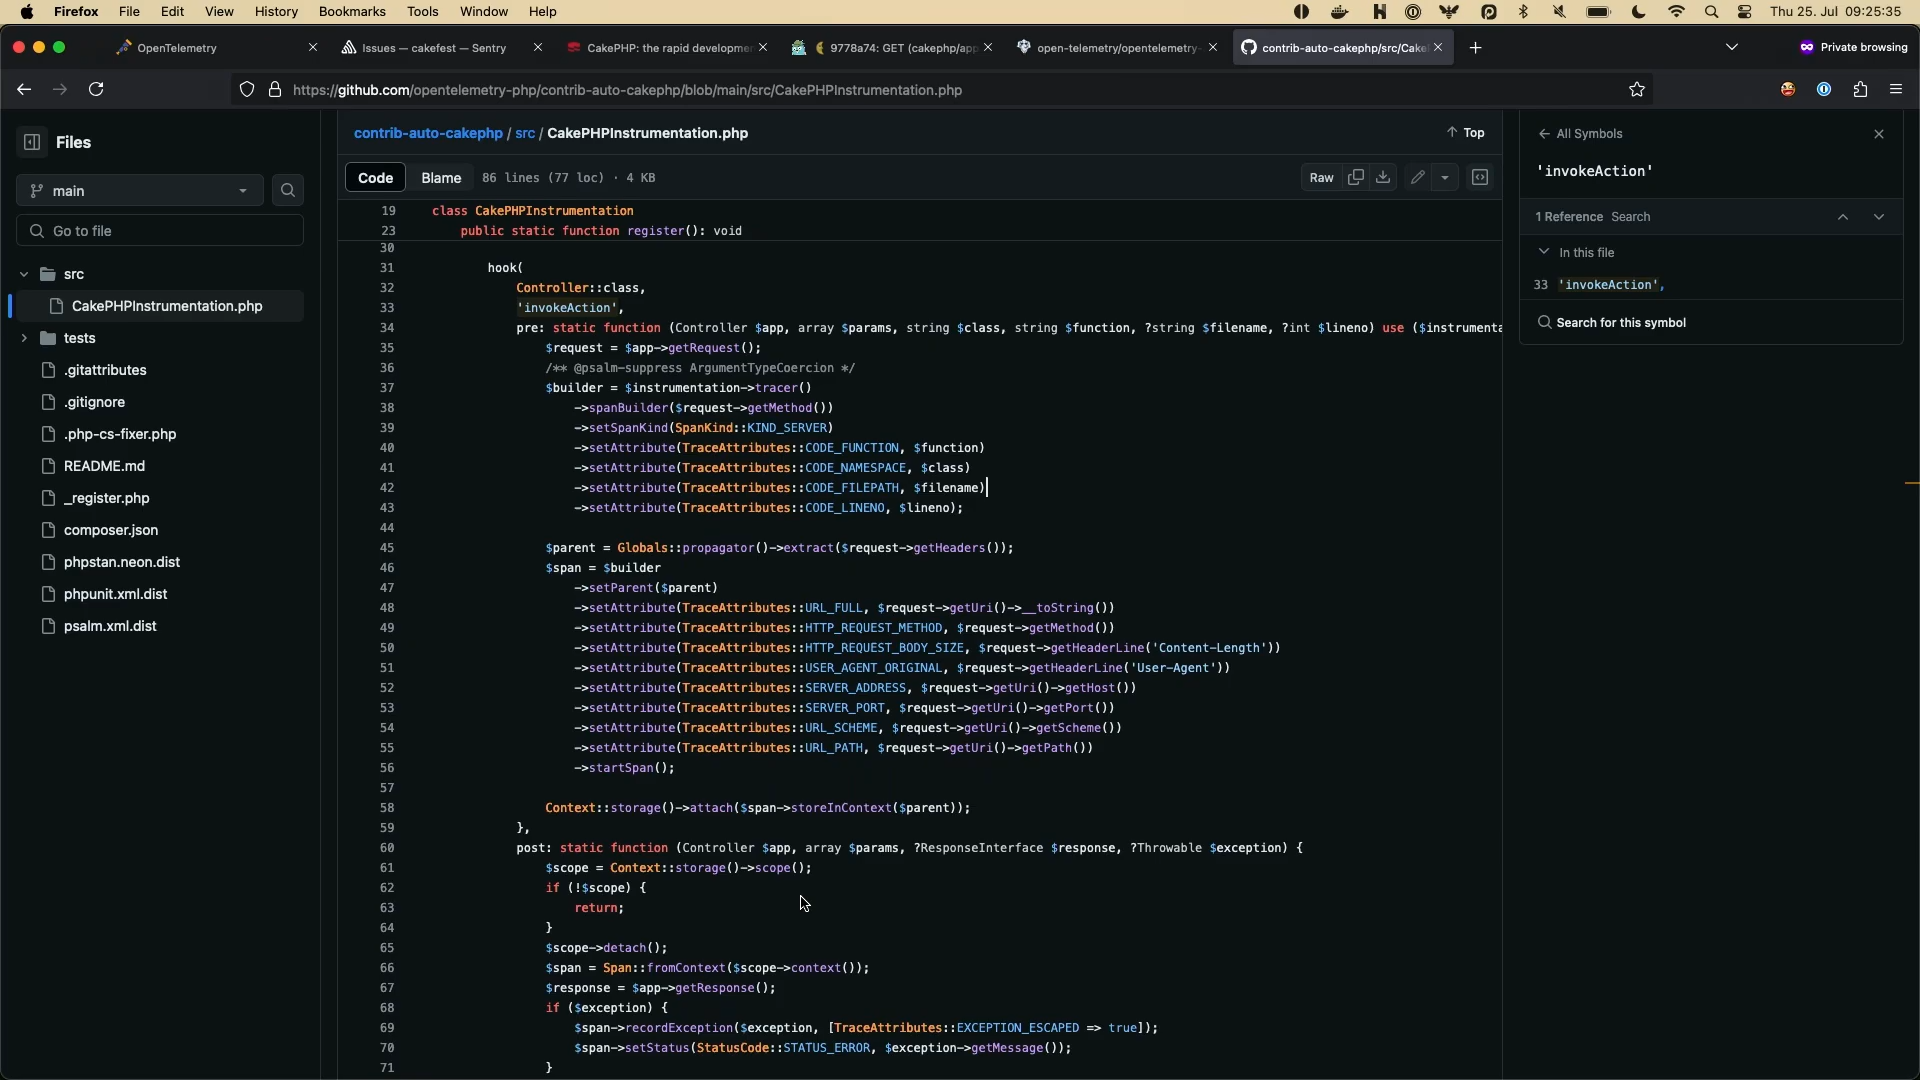 Firefox File Edit View History Bookmarks Tools Window Help
Thu 25. Jul 09:25:35
OpenTelemetry
Issues — cakefest — Sentry
CakePHP: the rapid developme
9778a74: GET (cakephp/app
open-telemetry/opentelemetry-
contrib-auto-cakephp/src/Cake
Private browsing
https://github.com/opentelemetry-php/contrib-auto-cakephp/blob/main/src/CakePHPInstrumentation.php
Files
main
Go to file
src
CakePHPInstrumentation.php
tests
.gitattributes
.gitignore
.php-cs-fixer.php
README.md
_register.php
composer.json
phpstan.neon.dist
phpunit.xml.dist
psalm.xml.dist
contrib-auto-cakephp / src / CakePHPInstrumentation.php
Top
Code Blame 86 lines (77 loc) · 4 KB
Raw
19 class CakePHPInstrumentation
23 public static function register(): void
30
31 hook(
32 Controller::class,
33 'invokeAction',
34 pre: static function (Controller $app, array $params, string $class, string $function, ?string $filename, ?int $lineno) use ($instrumenta
35 $request = $app->getRequest();
36 /** @psalm-suppress ArgumentTypeCoercion */
37 $builder = $instrumentation->tracer()
38 ->spanBuilder($request->getMethod())
39 ->setSpanKind(SpanKind::KIND_SERVER)
40 ->setAttribute(TraceAttributes::CODE_FUNCTION, $function)
41 ->setAttribute(TraceAttributes::CODE_NAMESPACE, $class)
42 ->setAttribute(TraceAttributes::CODE_FILEPATH, $filename)
43 ->setAttribute(TraceAttributes::CODE_LINENO, $lineno);
44
45 $parent = Globals::propagator()->extract($request->getHeaders());
46 $span = $builder
47 ->setParent($parent)
48 ->setAttribute(TraceAttributes::URL_FULL, $request->getUri()->__toString())
49 ->setAttribute(TraceAttributes::HTTP_REQUEST_METHOD, $request->getMethod())
50 ->setAttribute(TraceAttributes::HTTP_REQUEST_BODY_SIZE, $request->getHeaderLine('Content-Length'))
51 ->setAttribute(TraceAttributes::USER_AGENT_ORIGINAL, $request->getHeaderLine('User-Agent'))
52 ->setAttribute(TraceAttributes::SERVER_ADDRESS, $request->getUri()->getHost())
53 ->setAttribute(TraceAttributes::SERVER_PORT, $request->getUri()->getPort())
54 ->setAttribute(TraceAttributes::URL_SCHEME, $request->getUri()->getScheme())
55 ->setAttribute(TraceAttributes::URL_PATH, $request->getUri()->getPath())
56 ->startSpan();
57
58 Context::storage()->attach($span->storeInContext($parent));
59 },
60 post: static function (Controller $app, array $params, ?ResponseInterface $response, ?Throwable $exception) {
61 $scope = Context::storage()->scope();
62 if (!$scope) {
63 return;
64 }
65 $scope->detach();
66 $span = Span::fromContext($scope->context());
67 $response = $app->getResponse();
68 if ($exception) {
69 $span->recordException($exception, [TraceAttributes::EXCEPTION_ESCAPED => true]);
70 $span->setStatus(StatusCode::STATUS_ERROR, $exception->getMessage());
71 }
All Symbols
'invokeAction'
1 Reference Search
In this file
33 'invokeAction',
Search for this symbol